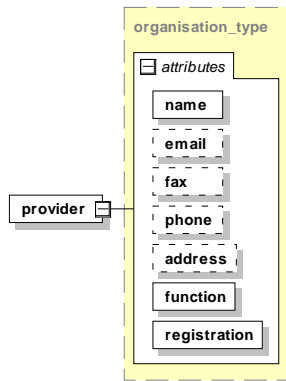 organisation_type
attributes
name
email
fax
phone
provider
address
function
registration